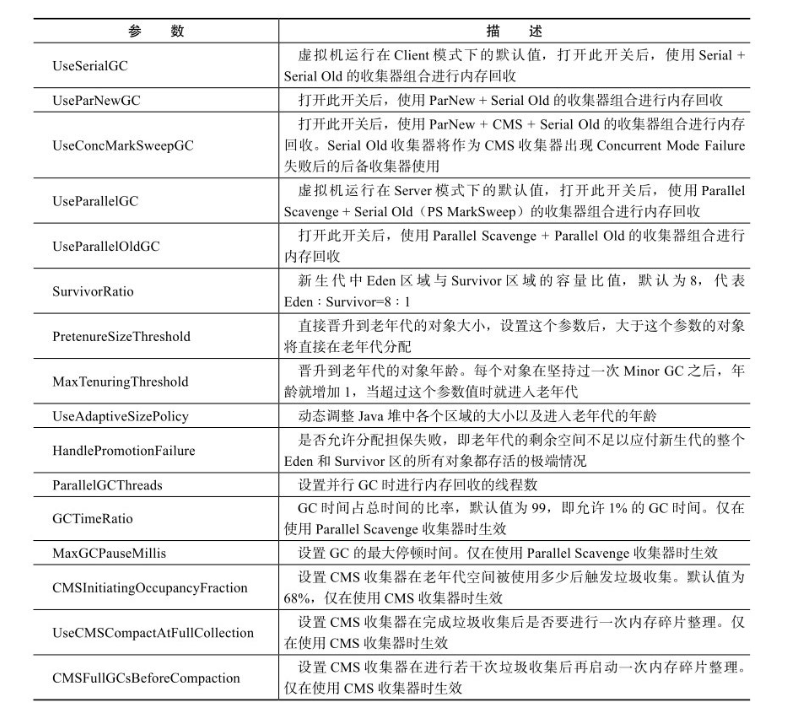 参 数 描 述
UseSerialGC
虚拟机运行在 Client 模式下的默认值，打开此开关后，使用 Serial +
Serial Old 的收集器组合进行内存回收
UseParNewGC
打开此开关后，使用 ParNew + Serial Old 的收集器组合进行内存回收
UseConcMarkSweepGC
打开此开关后，使用 ParNew + CMS + Serial Old 的收集器组合进行内存
回收。Serial Old 收集器将作为 CMS 收集器出现 Concurrent Mode Failure
失败后的后备收集器使用
UseParallelGC
虚拟机运行在 Server 模式下的默认值，打开此开关后，使用 Parallel
Scavenge + Serial Old（PS MarkSweep）的收集器组合进行内存回收
UseParallelOldGC
打开此开关后，使用 Parallel Scavenge + Parallel Old 的收集器组合进行
内存回收
SurvivorRatio
新生代中 Eden 区域与 Survivor 区域的容量比值，默认为 8，代表
Eden：Survivor=8：1
PretenureSizeThreshold
直接晋升到老年代的对象大小，设置这个参数后，大于这个参数的对象
将直接在老年代分配
MaxTenuringThreshold
晋升到老年代的对象年龄。每个对象在坚持过一次 Minor GC 之后，年
龄就增加 1，当超过这个参数值时就进入老年代
UseAdaptiveSizePolicy
动态调整 Java 堆中各个区域的大小以及进入老年代的年龄
HandlePromotionFailure
是否允许分配担保失败，即老年代的剩余空间不足以应付新生代的整个
Eden 和 Survivor 区的所有对象都存活的极端情况
ParallelGCThreads
设置并行 GC 时进行内存回收的线程数
GCTimeRatio
GC 时间占总时间的比率，默认值为 99，即允许 1% 的 GC 时间。仅在
使用 Parallel Scavenge 收集器时生效
MaxGCPauseMillis
设置 GC 的最大停顿时间。仅在使用 Parallel Scavenge 收集器时生效
CMSInitiatingOccupancyFraction
设置 CMS 收集器在老年代空间被使用多少后触发垃圾收集。默认值为
68%，仅在使用 CMS 收集器时生效
UseCMSCompactAtFullCollection
设置 CMS 收集器在完成垃圾收集后是否要进行一次内存碎片整理。仅
在使用 CMS 收集器时生效
CMSFullGCsBeforeCompaction
设置 CMS 收集器在进行若干次垃圾收集后再启动一次内存碎片整理。
仅在使用 CMS 收集器时生效